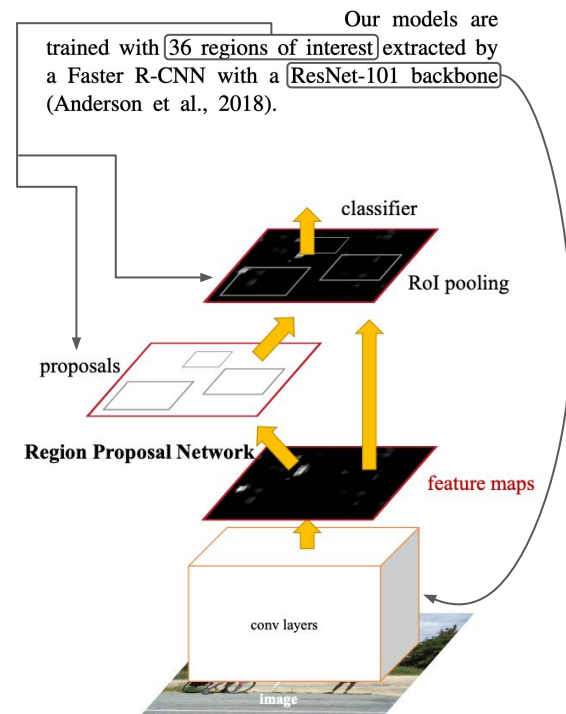 Our models are
trained with 36 regions of interest extracted by
a Faster R-CNN with a ResNet-101 backbone
(Anderson et al., 2018).
classifier
RoI pooling
proposals
Region Proposal Network
feature maps
conv layers
image